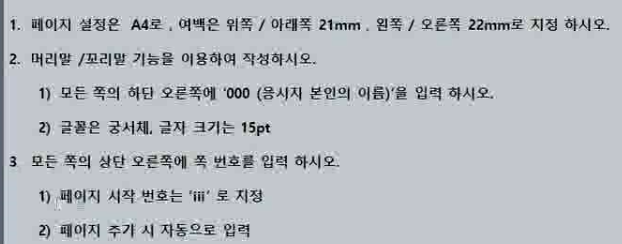 1. 페이지 설정은 A4로 , 여백은 위쪽 / 아래쪽 21mm , 왼쪽 / 오른쪽 22mm로 지정 하시오.
2. 머리말 /꼬리말 기능을 이용하여 작성하시오.
1) 모든 쪽의 하단 오른쪽에 '000 (응시자 본인의 이름)'을 입력 하시오.
2) 글꼴은 궁서체, 글자 크기는 15pt
3 모든 쪽의 상단 오른쪽에 쪽 번호를 입력 하시오.
1) 페이지 시작 번호는 'iii' 로 지정
2) 페이지 추가 시 자동으로 입력